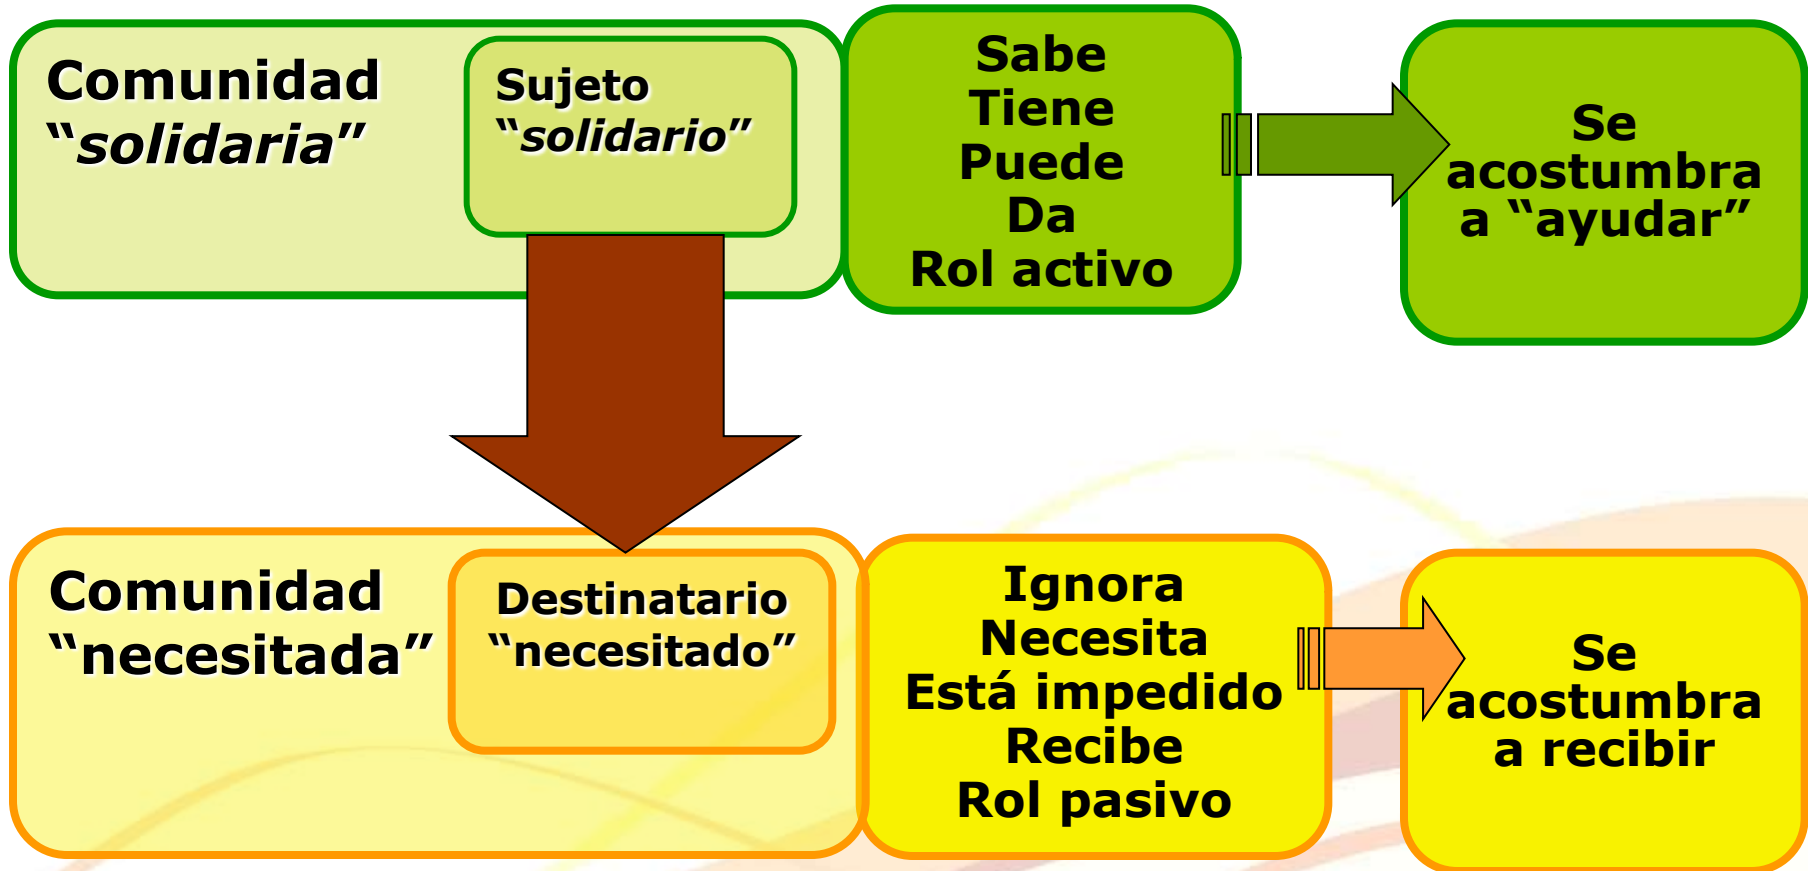 Comunidad
“solidaria”
Sujeto
“solidario”
Sabe
Tiene
Puede
Da
Rol activo
Se
acostumbra
a “ayudar”
Comunidad
“necesitada”
Destinatario
“necesitado”
Ignora
Necesita
Está impedido
Recibe
Rol pasivo
Se
acostumbra
a recibir